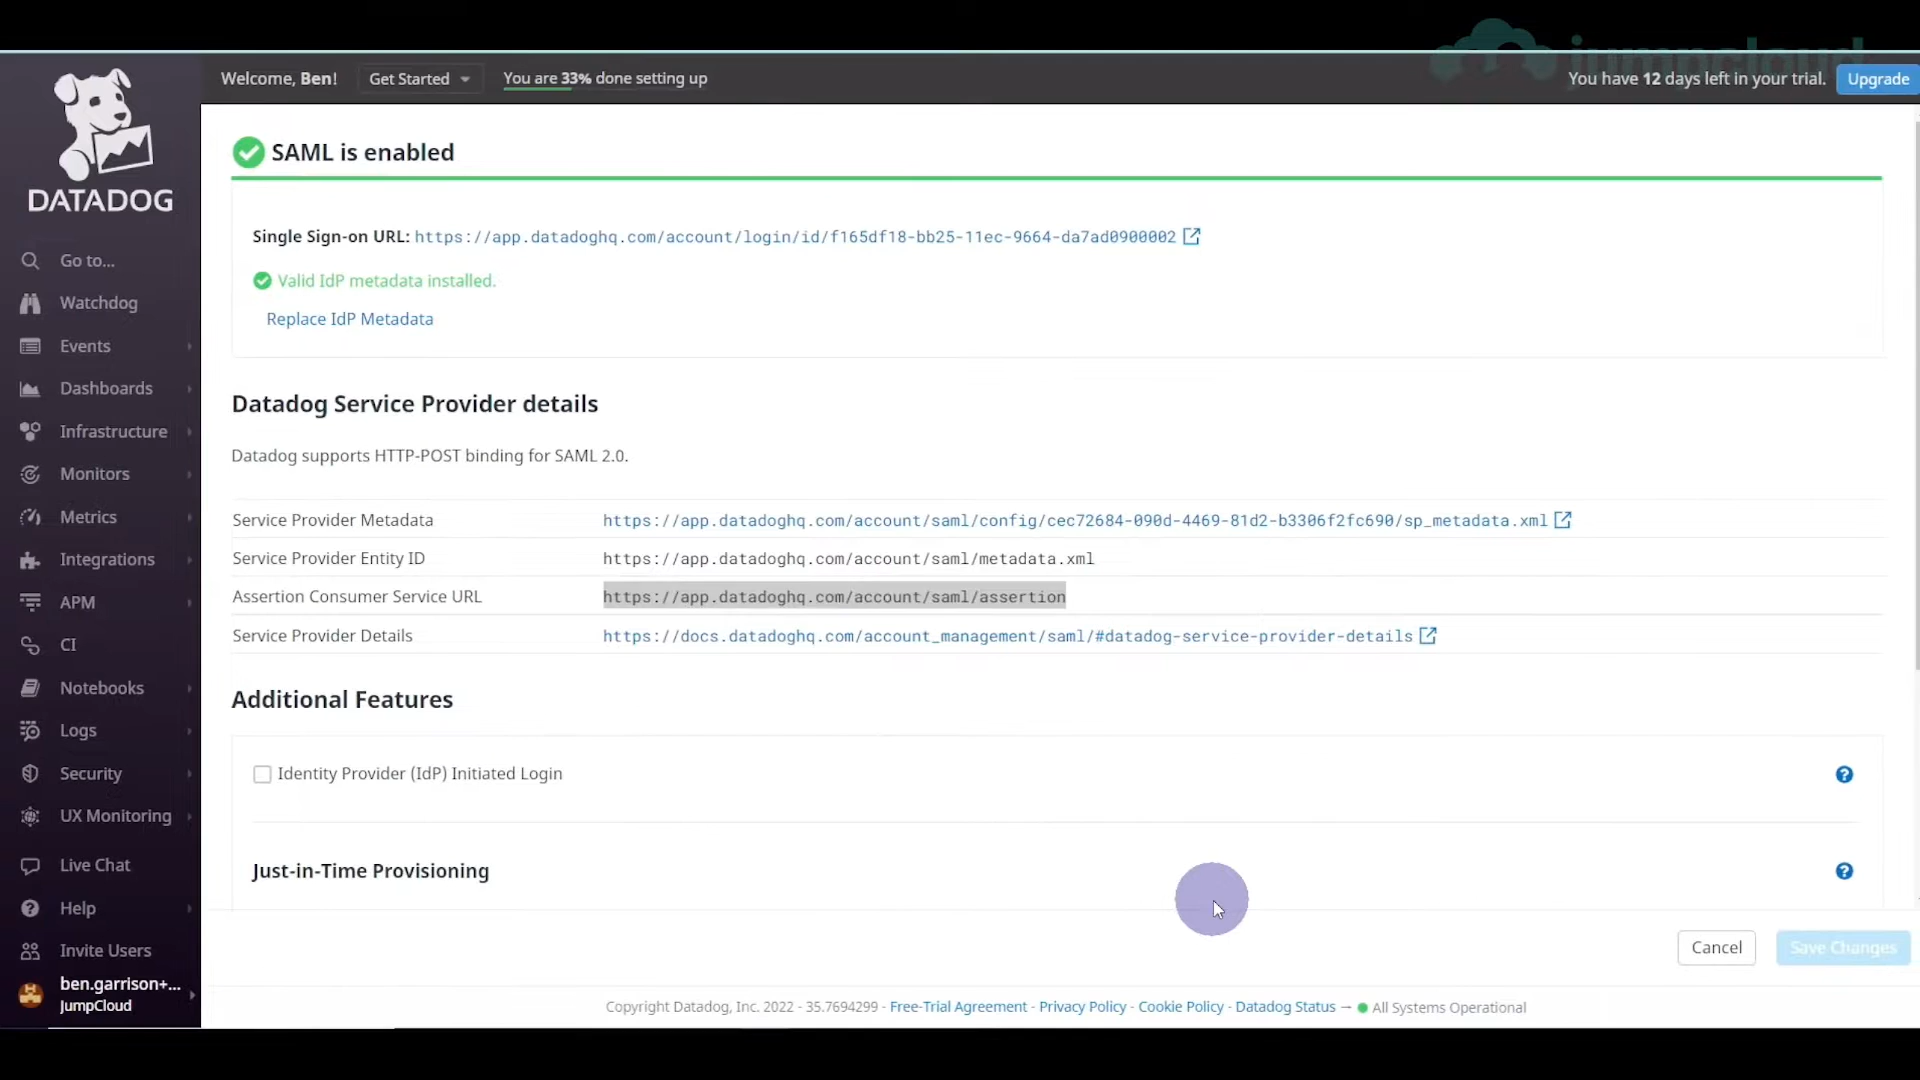 jumpcloud
Welcome, Ben!
Get Started
You are 33% done setting up
You have 12 days left in your trial.
Upgrade
DATADOG
Go to...
Watchdog
Events
Dashboards
Infrastructure
Monitors
Metrics
Integrations
APM
CI
Notebooks
Logs
Security
UX Monitoring
Live Chat
Help
Invite Users
ben.garrison+...
JumpCloud
SAML is enabled
Single Sign-on URL: https://app.datadoghq.com/account/login/id/f165df18-bb25-11ec-9664-da7ad0900002
Valid IdP metadata installed.
Replace IdP Metadata
Datadog Service Provider details
Datadog supports HTTP-POST binding for SAML 2.0.
Service Provider Metadata https://app.datadoghq.com/account/saml/config/cec72684-090d-4469-81d2-b3306f2fc690/sp_metadata.xml
Service Provider Entity ID https://app.datadoghq.com/account/saml/metadata.xml
Assertion Consumer Service URL https://app.datadoghq.com/account/saml/assertion
Service Provider Details https://docs.datadoghq.com/account_management/saml/#datadog-service-provider-details
Additional Features
Identity Provider (IdP) Initiated Login
Just-in-Time Provisioning
Cancel
Save Changes
Copyright Datadog, Inc. 2022 - 35.7694299 - Free-Trial Agreement - Privacy Policy - Cookie Policy - Datadog Status → All Systems Operational